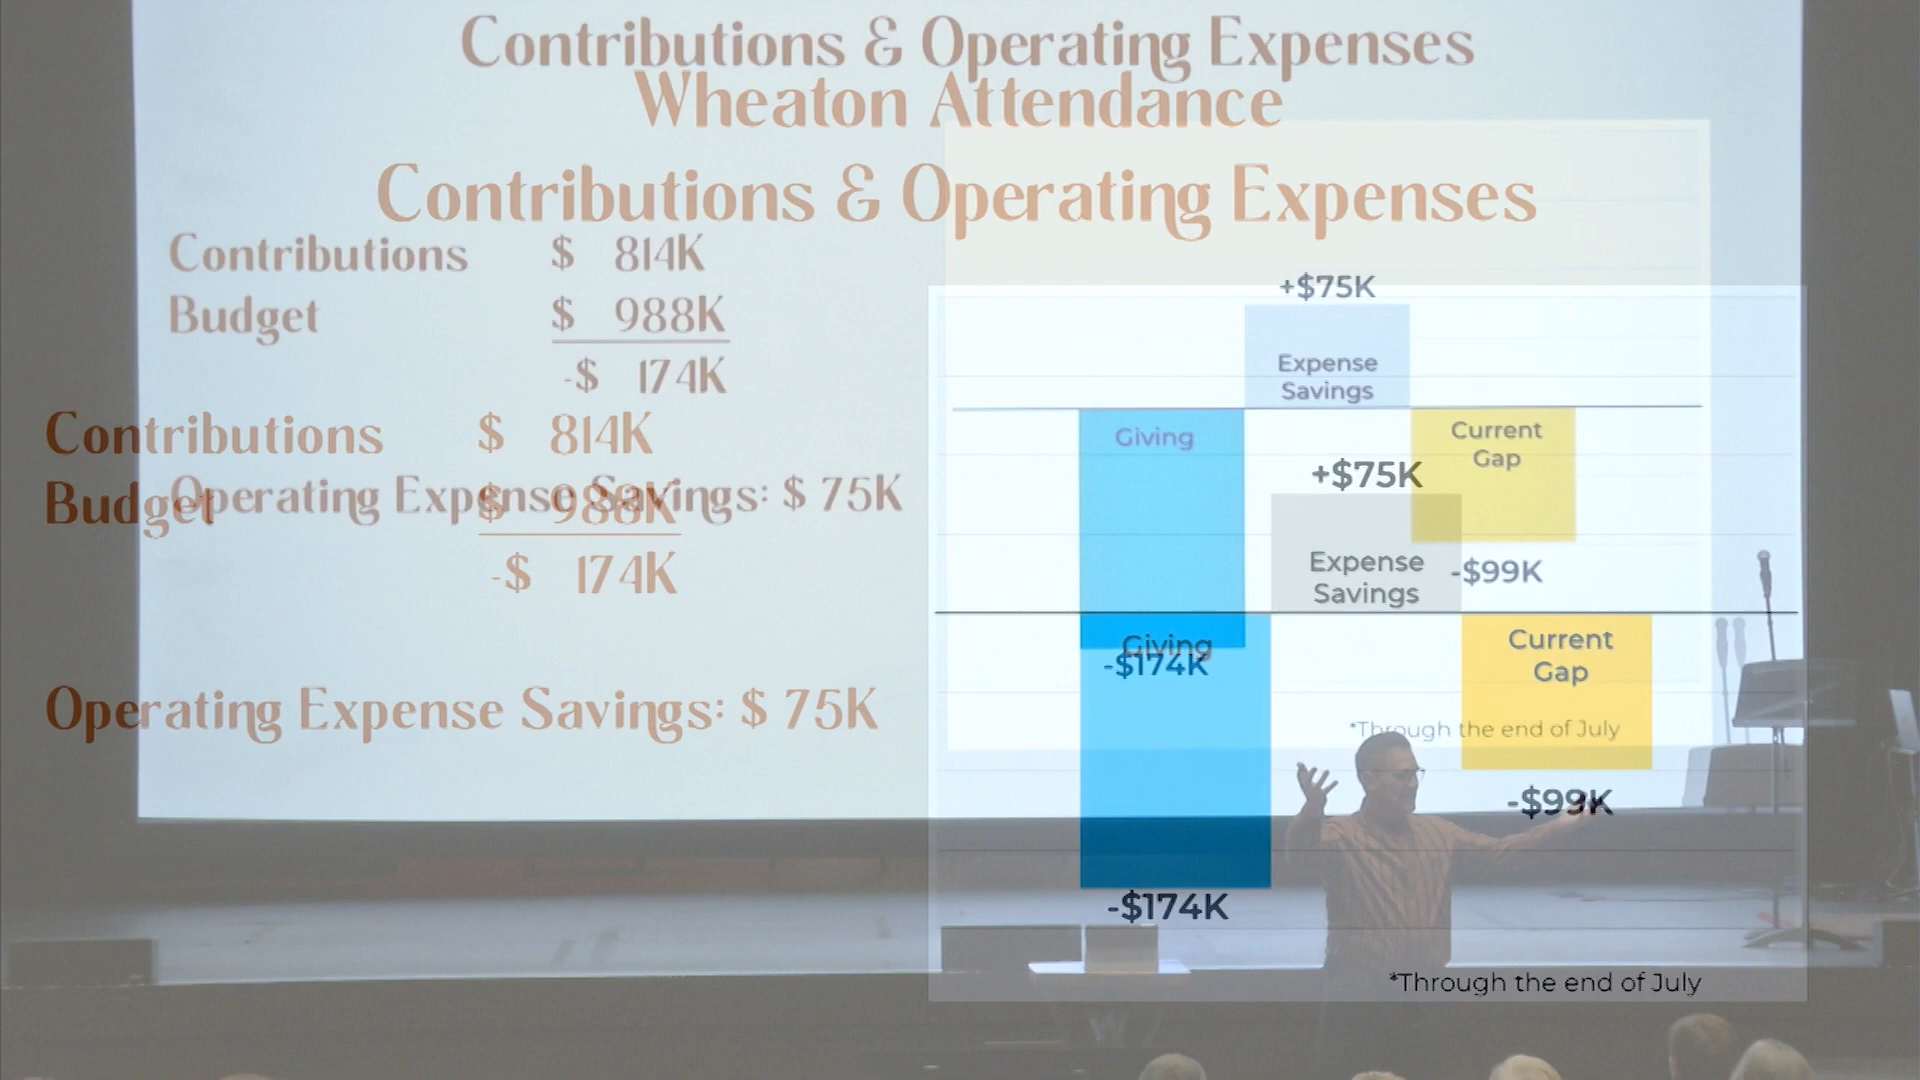 Contributions & Operating Expenses
Wheaton Attendance
Contributions & Operating Expenses
Contributions $ 814K
Budget $ 988K
-$ 174K
Operating Expense Savings: $ 75K
+$75K
Expense
Savings
Giving
Current
Gap
-$99K
-$174K
*Through the end of July
Contributions $ 814K
Budget $ 988K
-$ 174K
Operating Expense Savings: $ 75K
+$75K
Expense
Savings
Giving
Current
Gap
-$99K
-$174K
*Through the end of July